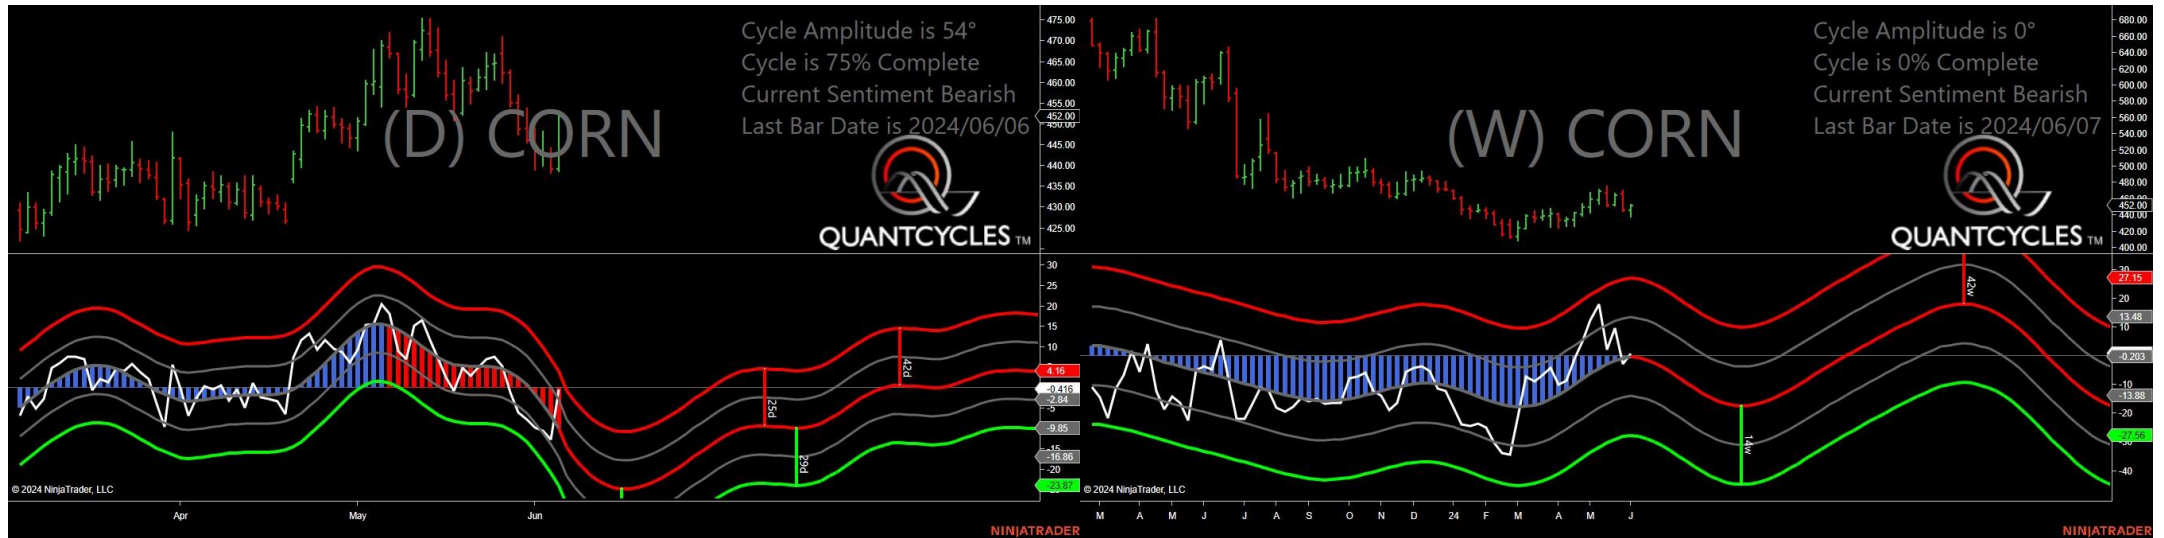 Cycle Amplitude is 54°
Cycle is 75% Complete
Current Sentiment Bearish
Last Bar Date is 2024/06/06
(D) CORN
QUANTCYCLES TM
475.00
470.00
465.00
460.00
455.00
452.00
450.00
445.00
440.00
435.00
430.00
425.00
30
25
20
15
10
4.16
-0.416
-2.84
-5
-9.85
-15
-16.86
-20
-23.87
25d
29d
42d
© 2024 NinjaTrader, LLC
Apr
May
Jun
NINJATRADER
Cycle Amplitude is 0°
Cycle is 0% Complete
Current Sentiment Bearish
Last Bar Date is 2024/06/07
(W) CORN
QUANTCYCLES TM
680.00
660.00
640.00
620.00
600.00
580.00
560.00
540.00
520.00
500.00
480.00
460.00
452.00
440.00
420.00
400.00
30
27.15
20
13.48
10
-0.203
-10
-13.88
-20
-27.56
-40
14w
42w
© 2024 NinjaTrader, LLC
M A M J J A S O N D 24 F M A M J
NINJATRADER